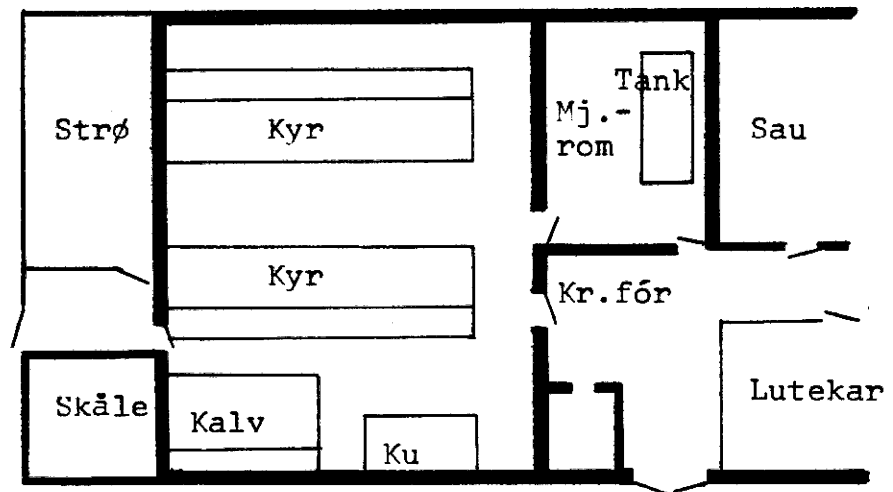 Strø
Kyr
Tank
Mj.-
rom
Sau
Kyr
Kr.fór
Skåle
Kalv
Ku
Lutekar